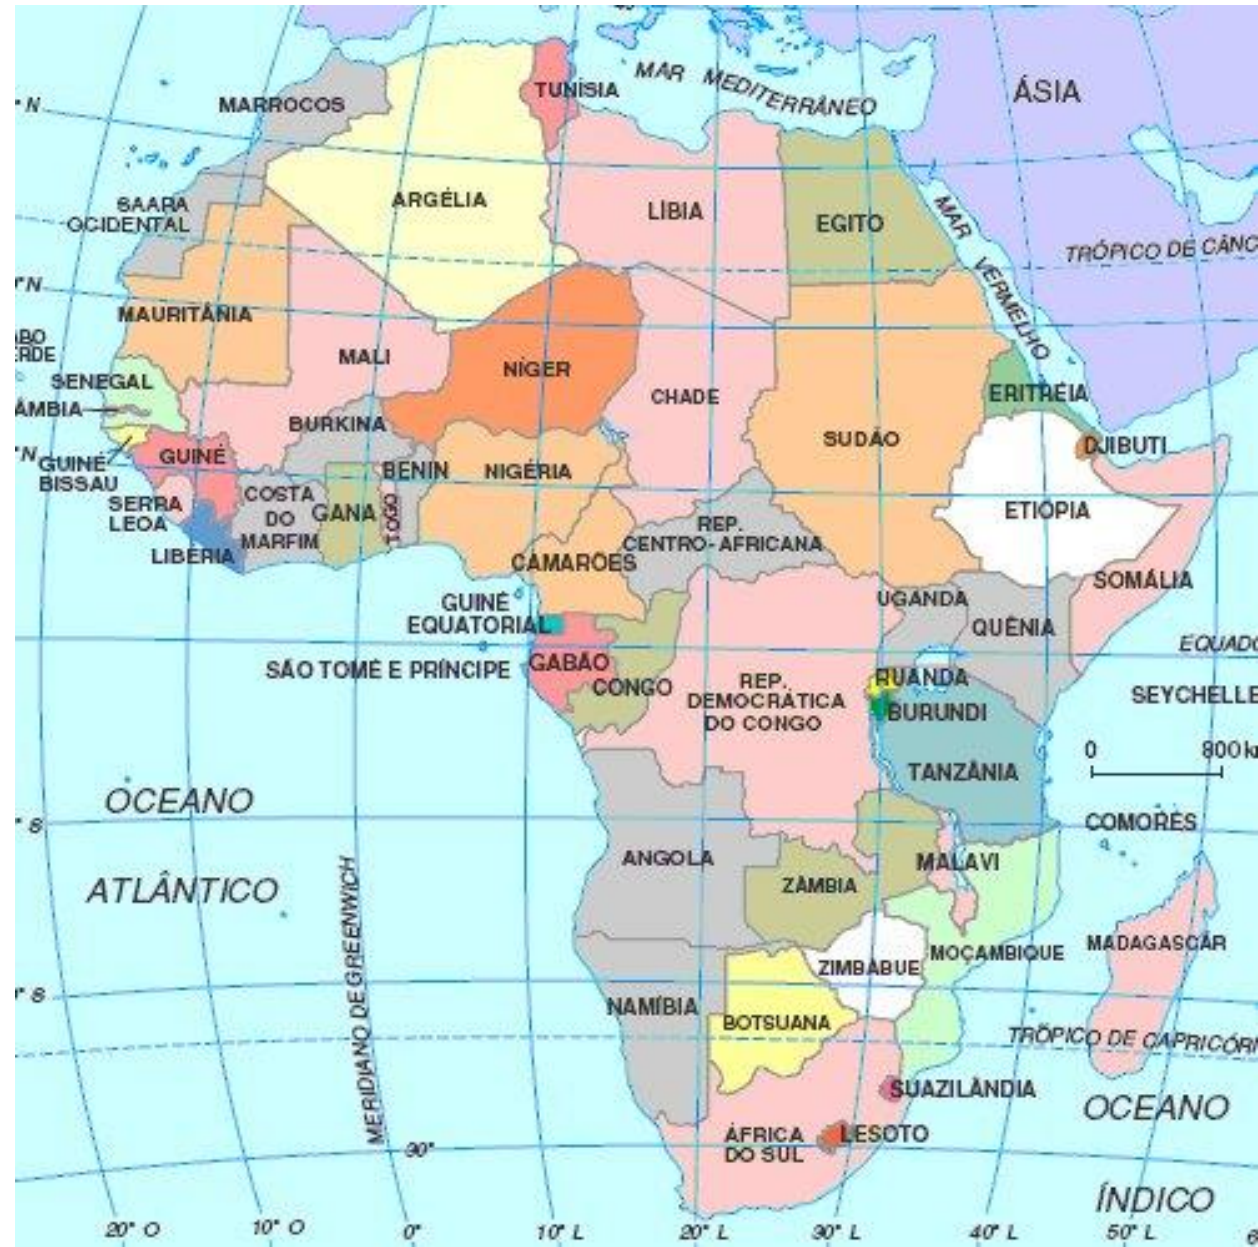 ÁSIA
MAR MEDITERRÂNEO
TUNÍSIA
MARROCOS
° N
ARGÉLIA
LÍBIA
EGITO
SAARA
OCIDENTAL
MAR VERMELHO
TRÓPICO DE CÂNC
° N
MAURITÂNIA
MALI
NÍGER
CHADE
SUDÃO
ERITRÉIA
ABO
ERDE
SENEGAL
ÂMBIA
BURKINA
DJIBUTI
° N
GUINÉ
BISSAU
GUINÉ
BENIN
NIGÉRIA
ETIÓPIA
SERRA
LEOA
COSTA
DO
MARFIM
GANA
TOGO
LIBÉRIA
REP.
CENTRO-AFRICANA
CAMARÕES
SOMÁLIA
UGANDA
QUÊNIA
GUINÉ
EQUATORIAL
EQUADO
SÃO TOMÉ E PRÍNCIPE
GABÃO
CONGO
REP.
DEMOCRÁTICA
DO CONGO
RUANDA
BURUNDI
SEYCHELLE
0 800 k
TANZÂNIA
OCEANO
ATLÂNTICO
° S
COMORES
ANGOLA
ZÂMBIA
MALAVI
MERIDIANO DE GREENWICH
MOÇAMBIQUE
MADAGASCAR
ZIMBÁBUE
° S
NAMÍBIA
BOTSUANA
TRÓPICO DE CAPRICÓRN
SUAZILÂNDIA
OCEANO
ÍNDICO
ÁFRICA
DO SUL
LESOTO
30°
20° O
10° O
0°
10° L
20° L
30° L
40° L
50° L